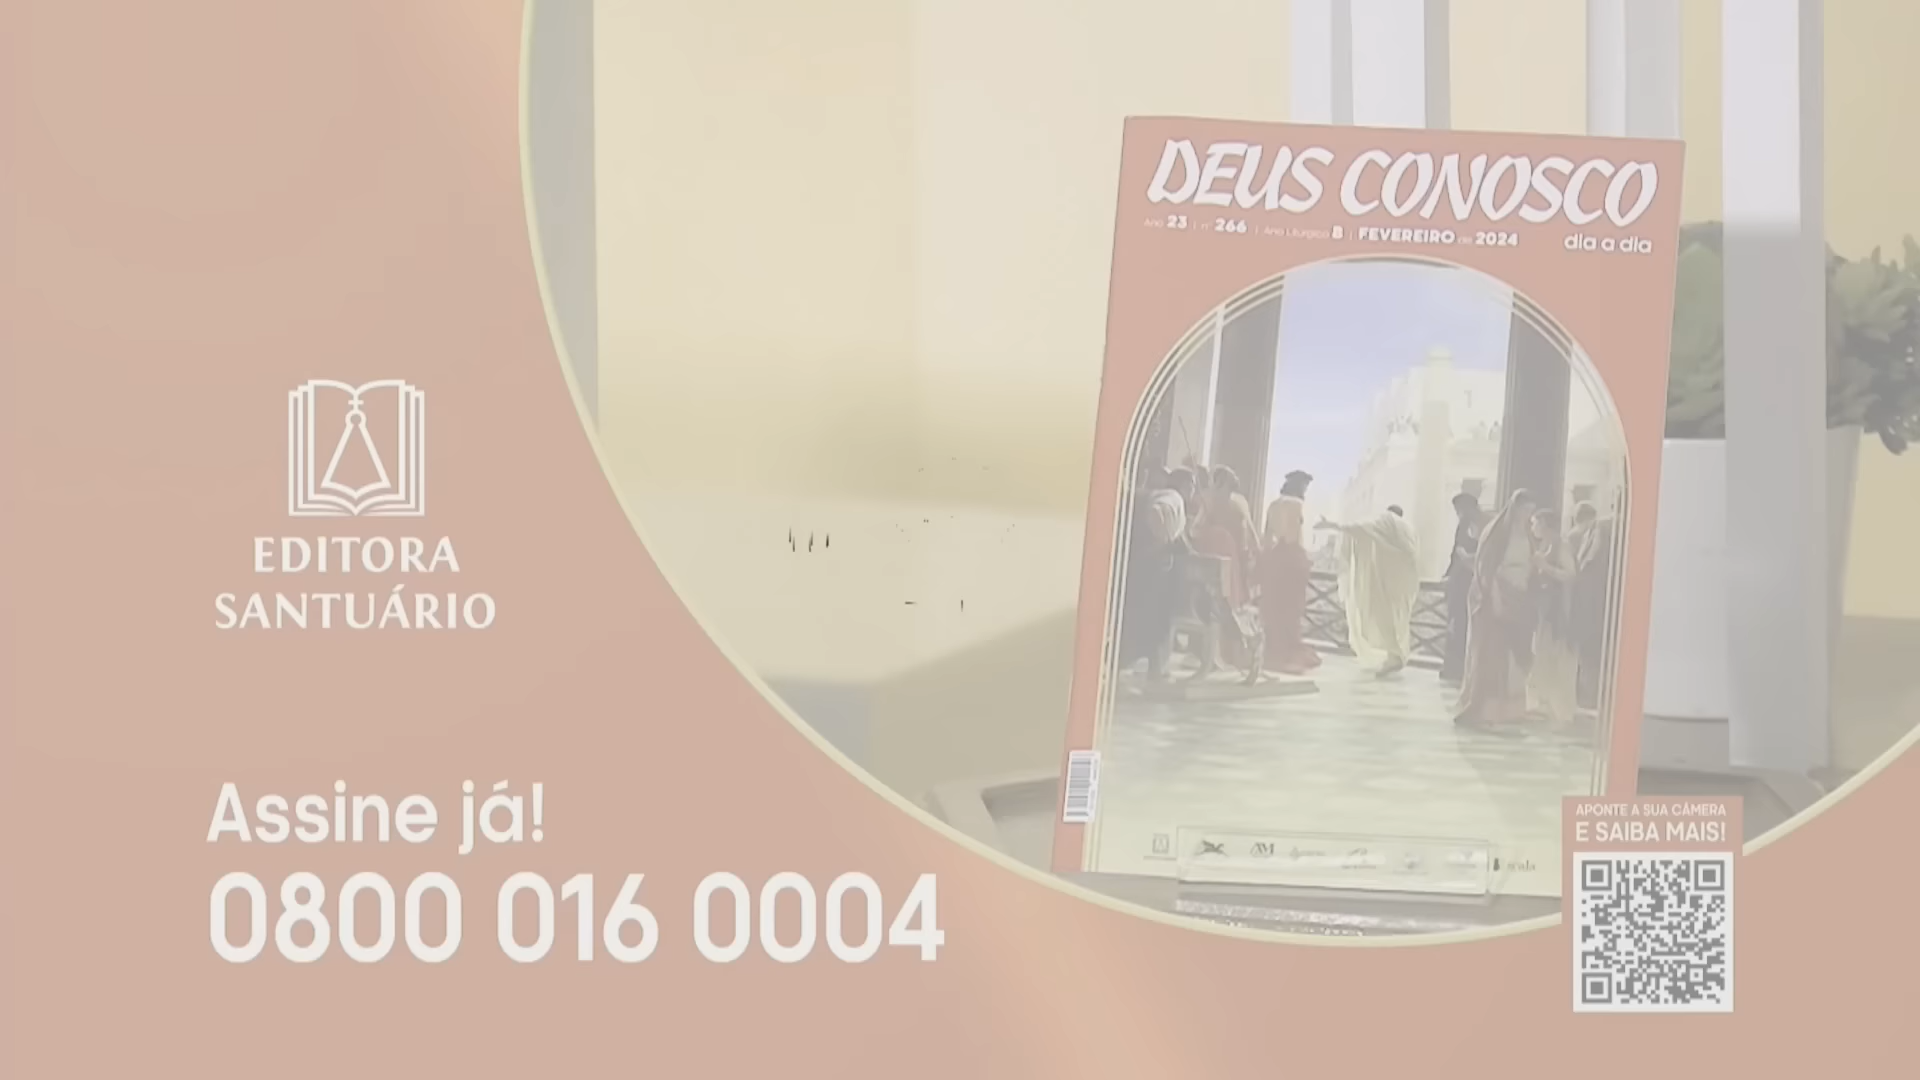 DEUS CONOSCO
Ano 23 | nº 266 | Ano Litúrgico B | FEVEREIRO de 2024
dia a dia
EDITORA
SANTUÁRIO
Assine já!
0800 016 0004
APONTE A SUA CÂMERA
E SAIBA MAIS!